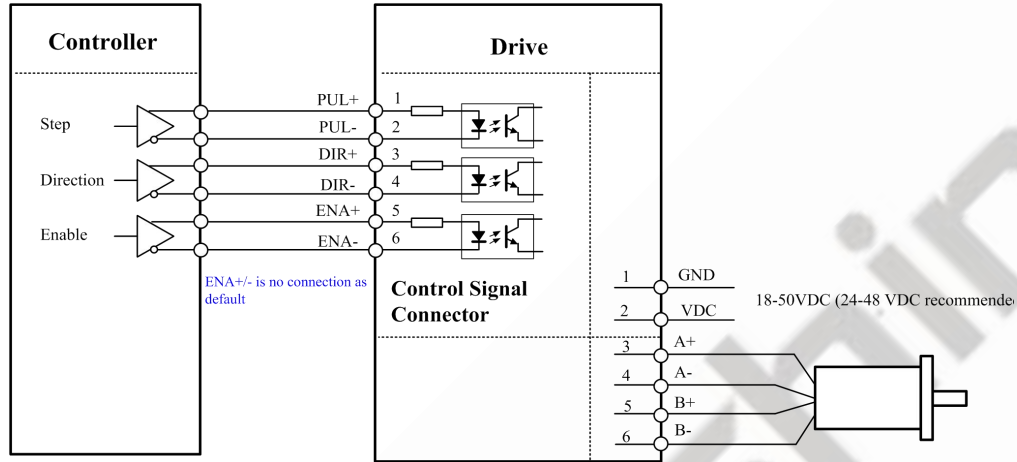 Controller
Drive
Step
PUL+ 1
PUL- 2
Direction
DIR+ 3
DIR- 4
Enable
ENA+ 5
ENA- 6
ENA+/- is no connection as
default
Control Signal
Connector
1 GND
2 VDC
18-50VDC (24-48 VDC recommende
3 A+
4 A-
5 B+
6 B-